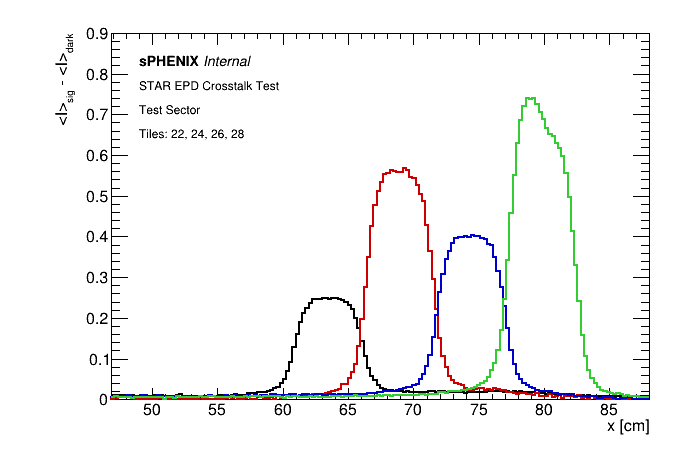 0.9
0.8
0.7
0.6
0.5
0.4
0.3
0.2
0.1
0
<I>sig - <I>dark
sPHENIX Internal
STAR EPD Crosstalk Test
Test Sector
Tiles: 22, 24, 26, 28
50 55 60 65 70 75 80 85
x [cm]